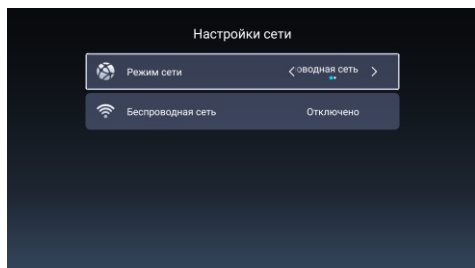 Настройки сети
Режим сети
оводная сеть
Беспроводная сеть
Отключено